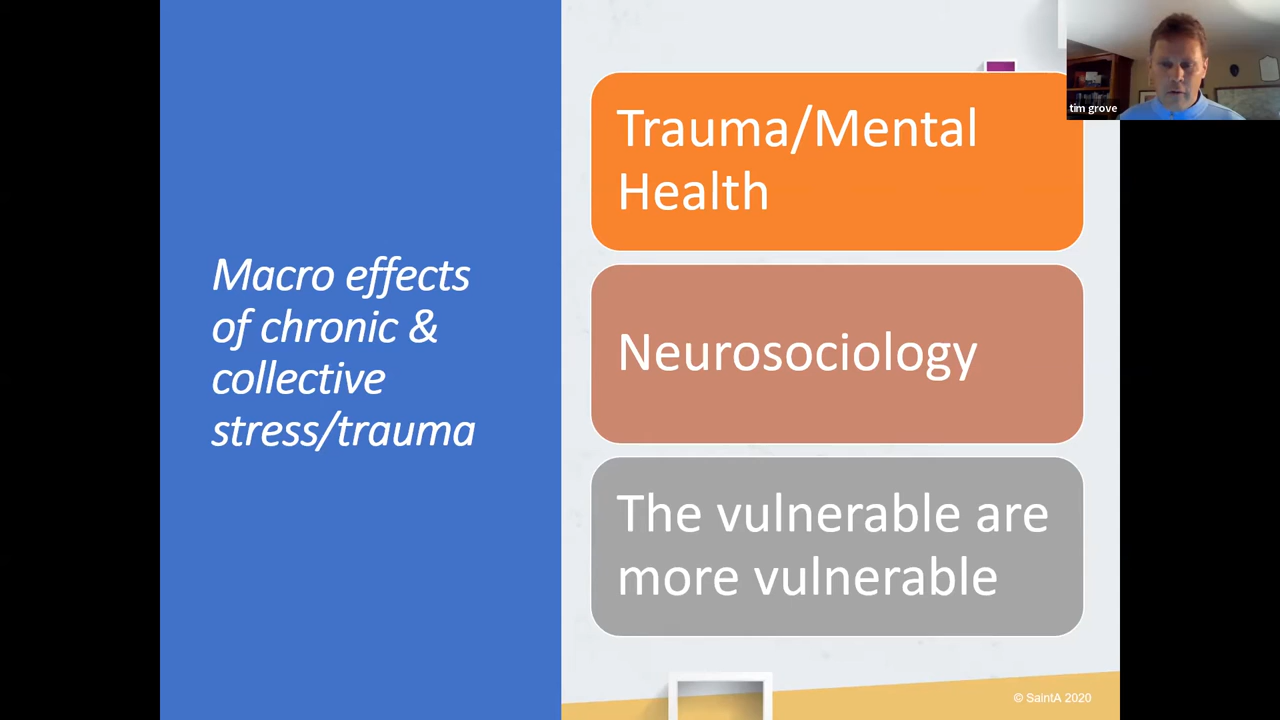 Macro effects
of chronic &
collective
stress/trauma
Trauma/Mental
Health
Neurosociology
The vulnerable are
more vulnerable
tim grove
© SaintA 2020